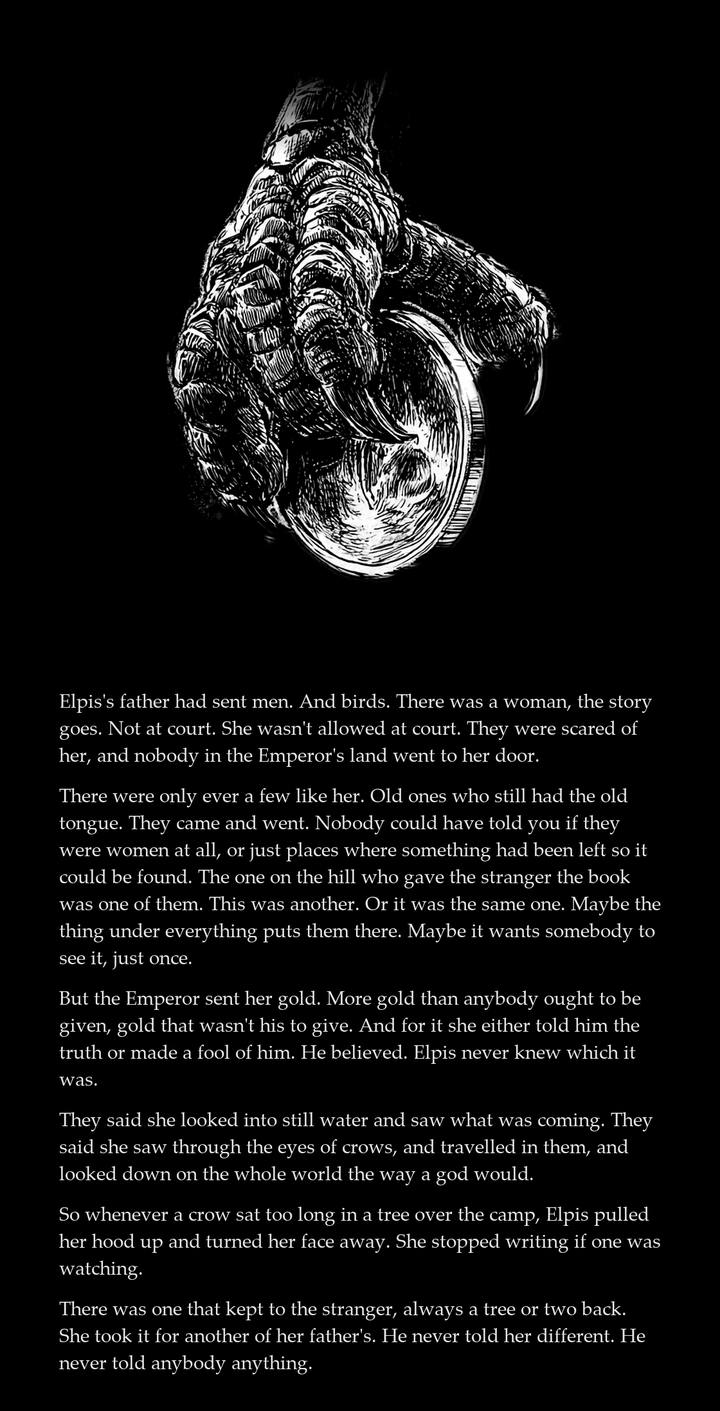 Elpis's father had sent men. And birds. There was a woman, the story
goes. Not at court. She wasn't allowed at court. They were scared of
her, and nobody in the Emperor's land went to her door.
There were only ever a few like her. Old ones who still had the old
tongue. They came and went. Nobody could have told you if they
were women at all, or just places where something had been left so it
could be found. The one on the hill who gave the stranger the book
was one of them. This was another. Or it was the same one. Maybe the
thing under everything puts them there. Maybe it wants somebody to
see it, just once.
But the Emperor sent her gold. More gold than anybody ought to be
given, gold that wasn't his to give. And for it she either told him the
truth or made a fool of him. He believed. Elpis never knew which it
was.
They said she looked into still water and saw what was coming. They
said she saw through the eyes of crows, and travelled in them, and
looked down on the whole world the way a god would.
So whenever a crow sat too long in a tree over the camp, Elpis pulled
her hood up and turned her face away. She stopped writing if one was
watching.
There was one that kept to the stranger, always a tree or two back.
She took it for another of her father's. He never told her different. He
never told anybody anything.